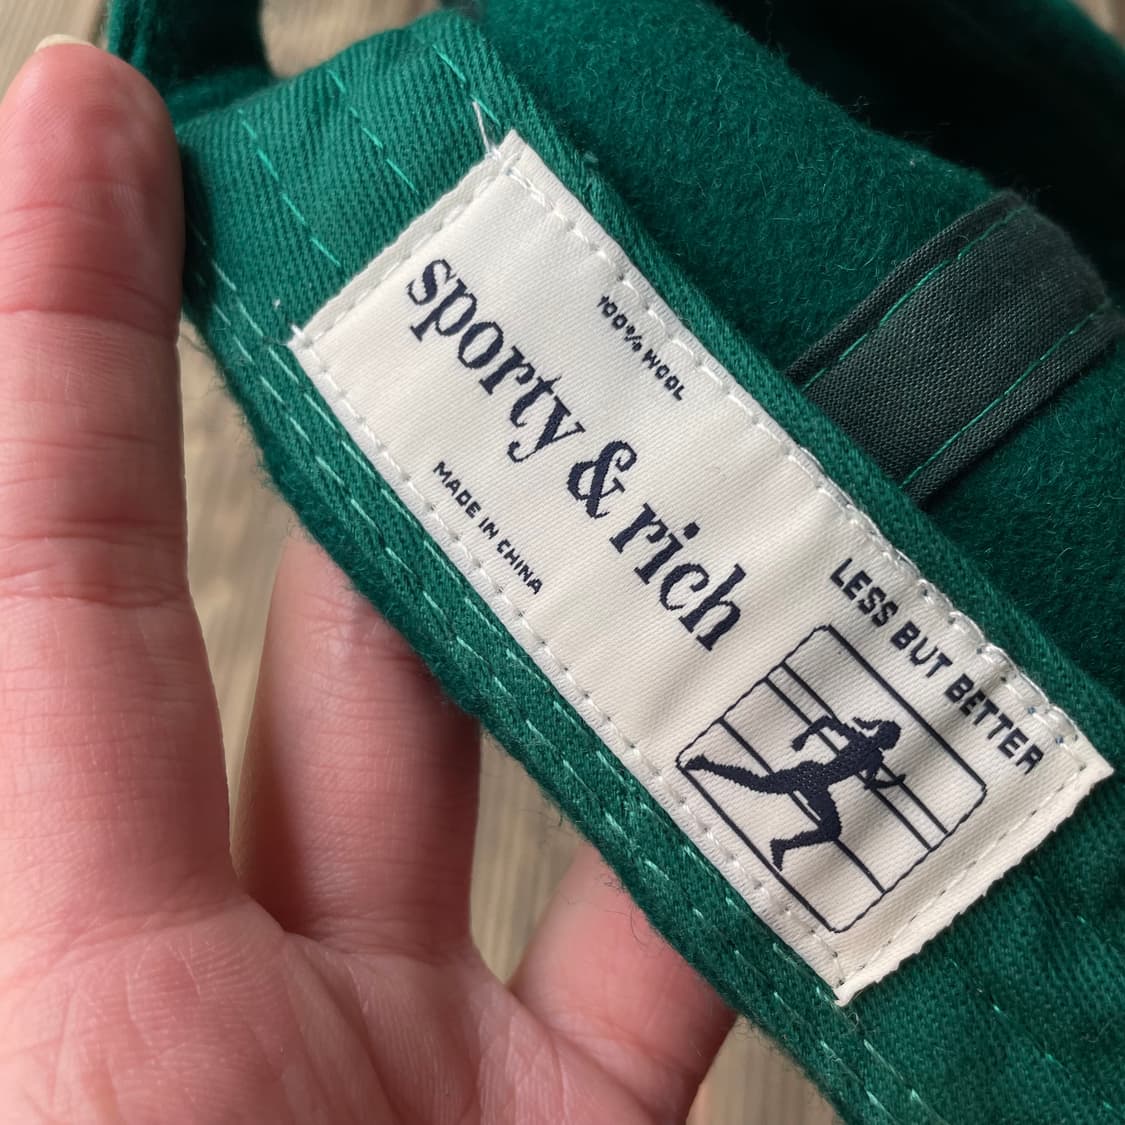 100% WOOL
sporty & rich
MADE IN CHINA
LESS BUT BETTER